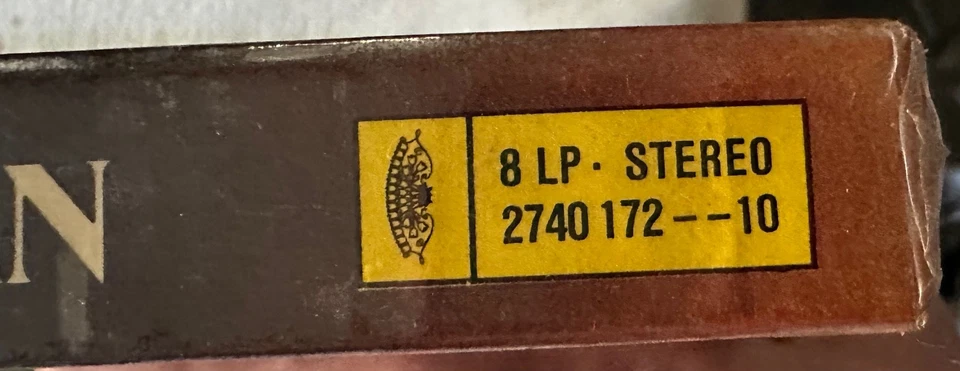 N
8 LP · STEREO
2740 172 -- 10